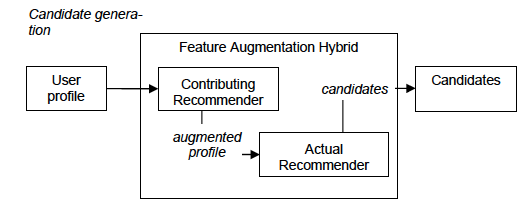 Candidate genera-
tion
Feature Augmentation Hybrid
User
profile
Contributing
Recommender
candidates
Candidates
augmented
profile
Actual
Recommender